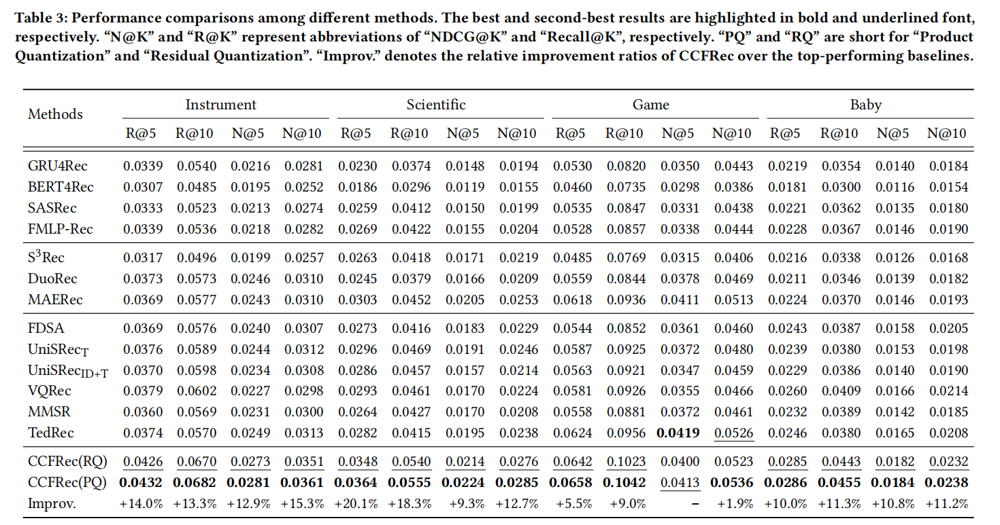 Table 3: Performance comparisons among different methods. The best and second-best results are highlighted in bold and underlined font,
respectively. “N@K” and “R@K” represent abbreviations of “NDCG@K” and “Recall@K”, respectively. “PQ” and “RQ” are short for “Product
Quantization” and “Residual Quantization”. “Improv.” denotes the relative improvement ratios of CCFRec over the top-performing baselines.
Methods Instrument Scientific Game Baby
R@5 R@10 N@5 N@10 R@5 R@10 N@5 N@10 R@5 R@10 N@5 N@10 R@5 R@10 N@5 N@10
GRU4Rec 0.0339 0.0540 0.0216 0.0281 0.0230 0.0374 0.0148 0.0194 0.0530 0.0820 0.0350 0.0443 0.0219 0.0354 0.0140 0.0184
BERT4Rec 0.0307 0.0485 0.0195 0.0252 0.0186 0.0296 0.0119 0.0155 0.0460 0.0735 0.0298 0.0386 0.0181 0.0300 0.0116 0.0154
SASRec 0.0333 0.0523 0.0213 0.0274 0.0259 0.0412 0.0150 0.0199 0.0535 0.0847 0.0331 0.0438 0.0221 0.0362 0.0135 0.0180
FMLP-Rec 0.0339 0.0536 0.0218 0.0282 0.0269 0.0422 0.0155 0.0204 0.0528 0.0857 0.0338 0.0444 0.0228 0.0367 0.0146 0.0190
S³Rec 0.0317 0.0496 0.0199 0.0257 0.0263 0.0418 0.0171 0.0219 0.0485 0.0769 0.0315 0.0406 0.0216 0.0338 0.0126 0.0168
DuoRec 0.0373 0.0573 0.0246 0.0310 0.0245 0.0379 0.0166 0.0209 0.0559 0.0844 0.0378 0.0469 0.0211 0.0346 0.0139 0.0182
MAERec 0.0369 0.0577 0.0243 0.0310 0.0303 0.0452 0.0205 0.0253 0.0618 0.0936 0.0411 0.0513 0.0224 0.0370 0.0146 0.0193
FDSA 0.0369 0.0576 0.0240 0.0307 0.0273 0.0416 0.0183 0.0229 0.0544 0.0852 0.0361 0.0460 0.0243 0.0387 0.0158 0.0205
UniSRecT 0.0376 0.0589 0.0244 0.0312 0.0296 0.0469 0.0191 0.0246 0.0587 0.0925 0.0372 0.0480 0.0239 0.0380 0.0153 0.0198
UniSRecID+T 0.0370 0.0598 0.0234 0.0308 0.0286 0.0457 0.0157 0.0214 0.0563 0.0921 0.0347 0.0459 0.0229 0.0386 0.0140 0.0190
VQRec 0.0379 0.0602 0.0227 0.0298 0.0293 0.0461 0.0170 0.0224 0.0581 0.0926 0.0355 0.0466 0.0260 0.0409 0.0166 0.0214
MMSR 0.0360 0.0569 0.0231 0.0300 0.0264 0.0427 0.0170 0.0208 0.0558 0.0881 0.0372 0.0461 0.0232 0.0389 0.0142 0.0185
TedRec 0.0374 0.0570 0.0249 0.0313 0.0282 0.0415 0.0195 0.0238 0.0624 0.0956 0.0419 0.0526 0.0246 0.0380 0.0165 0.0208
CCFRec(RQ) 0.0426 0.0670 0.0273 0.0351 0.0348 0.0540 0.0214 0.0276 0.0642 0.1023 0.0400 0.0523 0.0285 0.0443 0.0182 0.0232
CCFRec(PQ) 0.0432 0.0682 0.0281 0.0361 0.0364 0.0555 0.0224 0.0285 0.0658 0.1042 0.0413 0.0536 0.0286 0.0455 0.0184 0.0238
Improv. +14.0% +13.3% +12.9% +15.3% +20.1% +18.3% +9.3% +12.7% +5.5% +9.0% – +1.9% +10.0% +11.3% +10.8% +11.2%